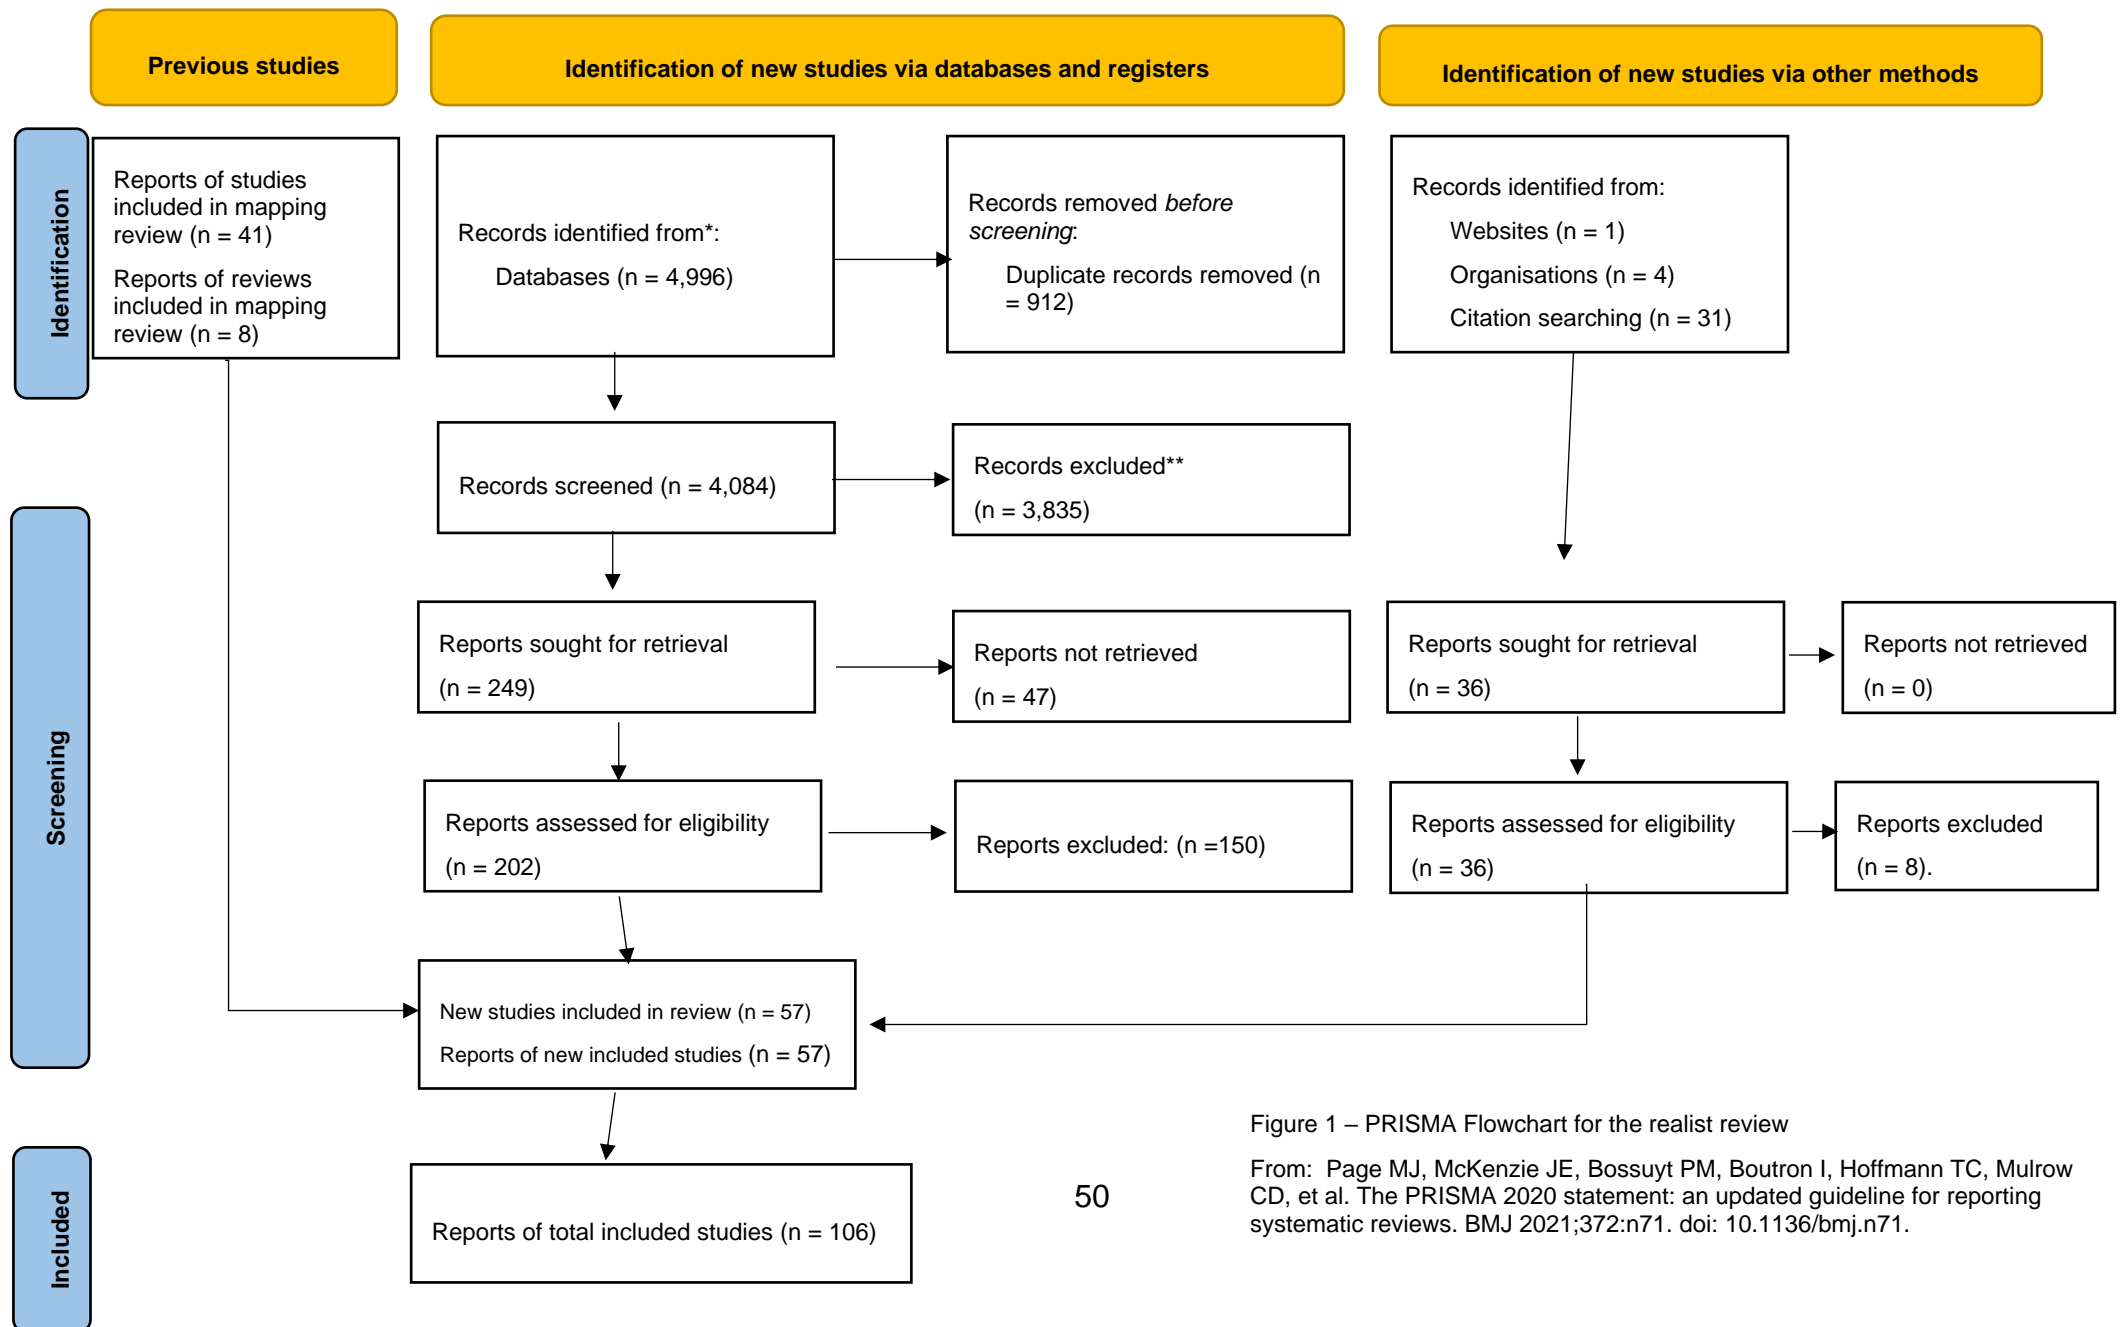 Previous studies
Identification of new studies via databases and registers
Identification of new studies via other methods
Identification
Reports of studies
included in mapping
review (n = 41)
Reports of reviews
included in mapping
review (n = 8)
Records identified from*:
Databases (n = 4,996)
Records removed before
screening:
Duplicate records removed (n
= 912)
Records identified from:
Websites (n = 1)
Organisations (n = 4)
Citation searching (n = 31)
Screening
Records screened (n = 4,084)
Records excluded**
(n = 3,835)
Reports sought for retrieval
(n = 249)
Reports not retrieved
(n = 47)
Reports sought for retrieval
(n = 36)
Reports not retrieved
(n = 0)
Reports assessed for eligibility
(n = 202)
Reports excluded: (n =150)
Reports assessed for eligibility
(n = 36)
Reports excluded
(n = 8).
New studies included in review (n = 57)
Reports of new included studies (n = 57)
Included
Reports of total included studies (n = 106)
50
Figure 1 – PRISMA Flowchart for the realist review
From: Page MJ, McKenzie JE, Bossuyt PM, Boutron I, Hoffmann TC, Mulrow
CD, et al. The PRISMA 2020 statement: an updated guideline for reporting
systematic reviews. BMJ 2021;372:n71. doi: 10.1136/bmj.n71.